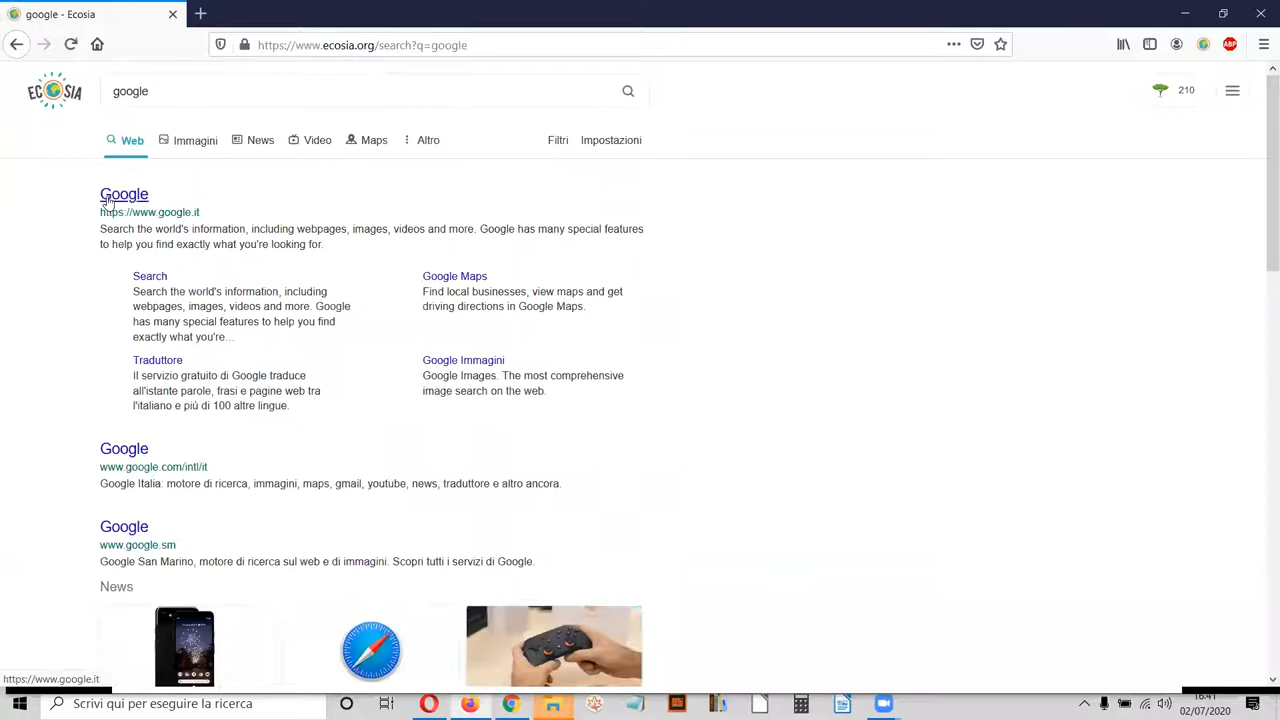 google - Ecosia
https://www.ecosia.org/search?q=google
ABP
ECOSIA
google
210
Web
Immagini
News
Video
Maps
Altro
Filtri
Impostazioni
Google
https://www.google.it
Search the world's information, including webpages, images, videos and more. Google has many special features
to help you find exactly what you're looking for.
Search
Search the world's information, including
webpages, images, videos and more. Google
has many special features to help you find
exactly what you're…
Google Maps
Find local businesses, view maps and get
driving directions in Google Maps.
Traduttore
Il servizio gratuito di Google traduce
all'istante parole, frasi e pagine web tra
l'italiano e più di 100 altre lingue.
Google Immagini
Google Images. The most comprehensive
image search on the web.
Google
www.google.com/intl/it
Google Italia: motore di ricerca, immagini, maps, gmail, youtube, news, traduttore e altro ancora.
Google
www.google.sm
Google San Marino, motore di ricerca sul web e di immagini. Scopri tutti i servizi di Google.
News
https://www.google.it
Scrivi qui per eseguire la ricerca
16:41
02/07/2020